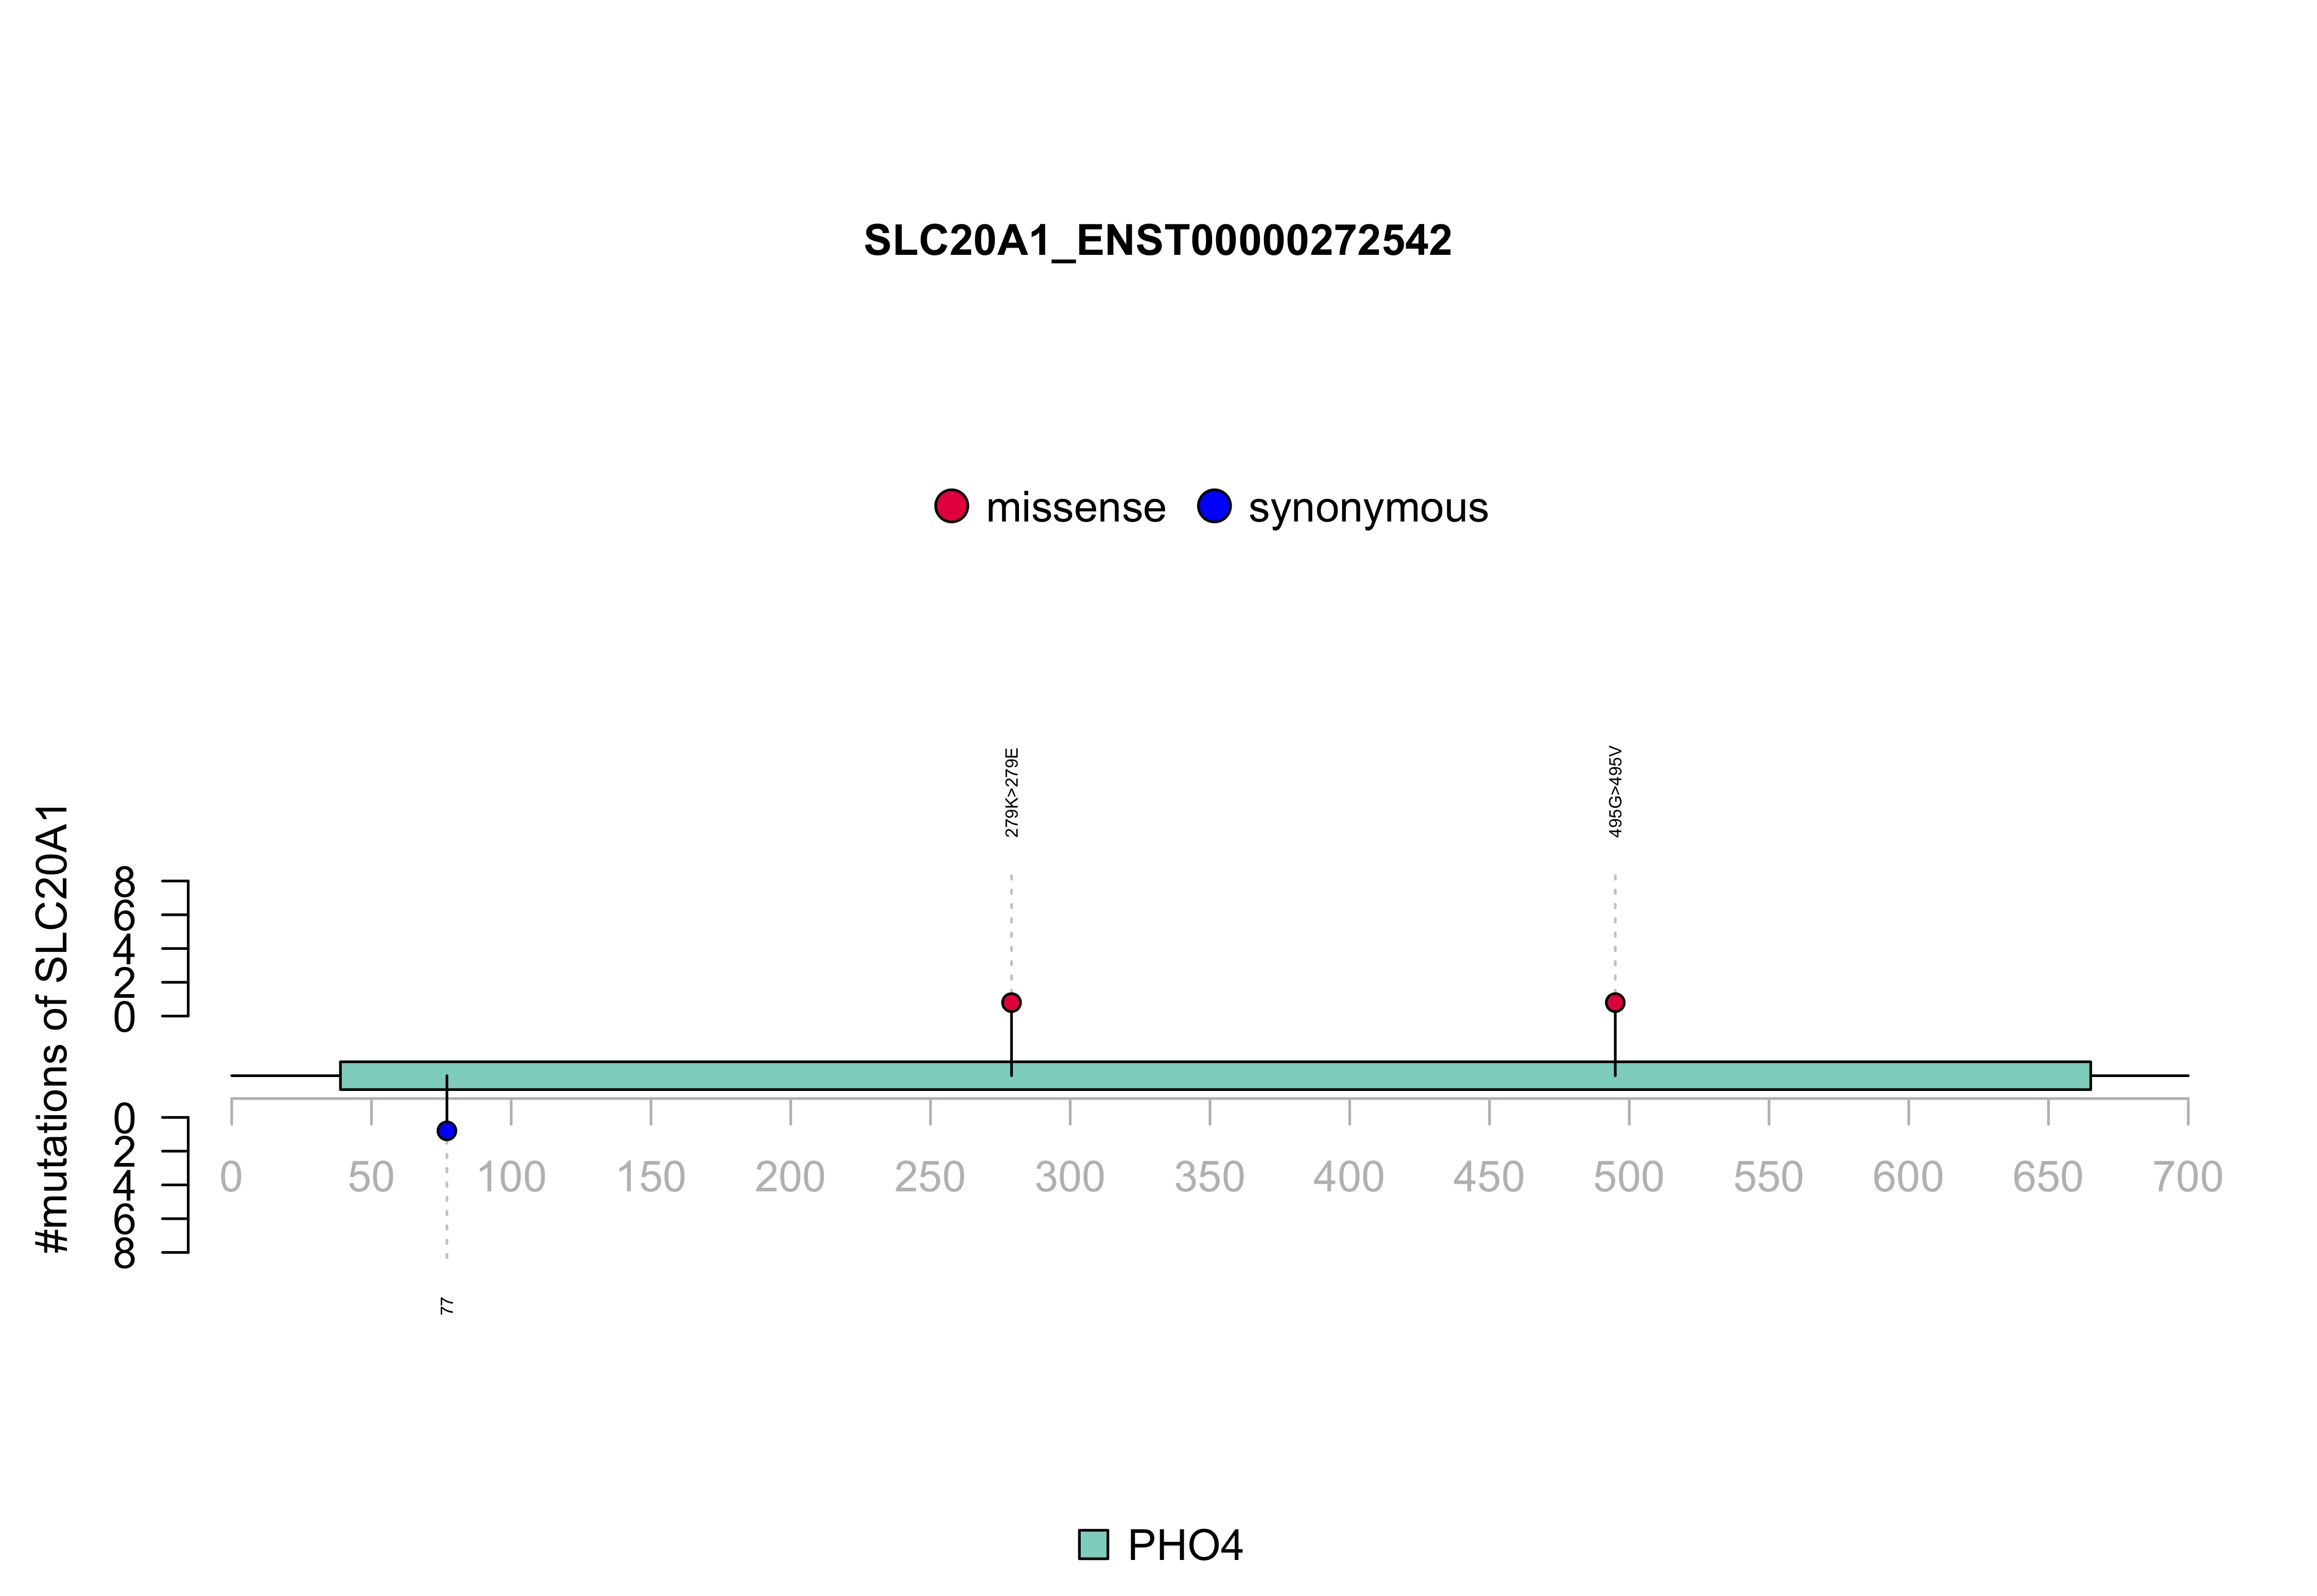 SLC20A1_ENST00000272542
missense
synonymous
279K>279E
495G>495V
#mutations of SLC20A1
8
6
4
2
0
0
2
4
6
8
0 50 100 150 200 250 300 350 400 450 500 550 600 650 700
77
PHO4